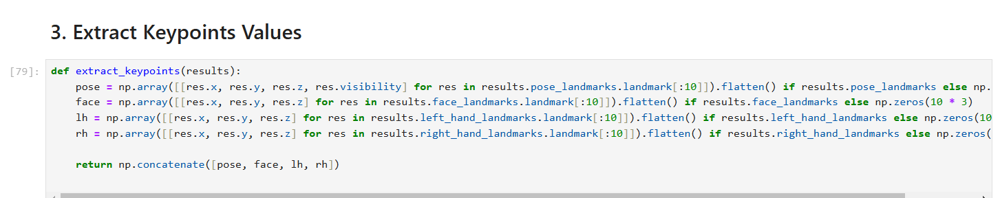 3. Extract Keypoints Values
[79]: def extract_keypoints(results):
pose = np.array([[res.x, res.y, res.z, res.visibility] for res in results.pose_landmarks.landmark[:10]]).flatten() if results.pose_landmarks else np.
face = np.array([[res.x, res.y, res.z] for res in results.face_landmarks.landmark[:10]]).flatten() if results.face_landmarks else np.zeros(10 * 3)
lh = np.array([[res.x, res.y, res.z] for res in results.left_hand_landmarks.landmark[:10]]).flatten() if results.left_hand_landmarks else np.zeros(10
rh = np.array([[res.x, res.y, res.z] for res in results.right_hand_landmarks.landmark[:10]]).flatten() if results.right_hand_landmarks else np.zeros(
return np.concatenate([pose, face, lh, rh])